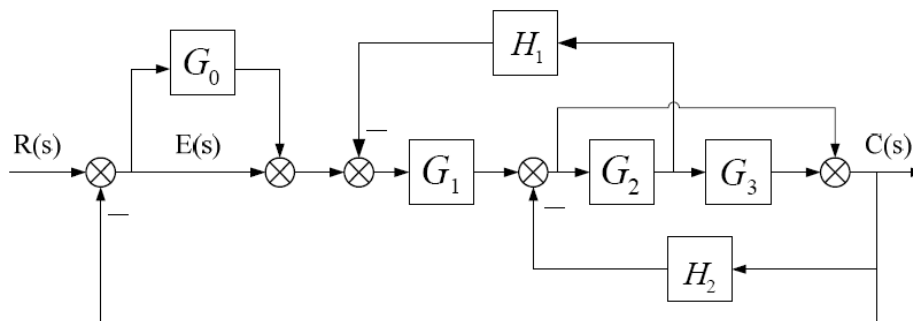 H₁
G₀
R(s)
E(s)
C(s)
G₁
G₂
G₃
H₂